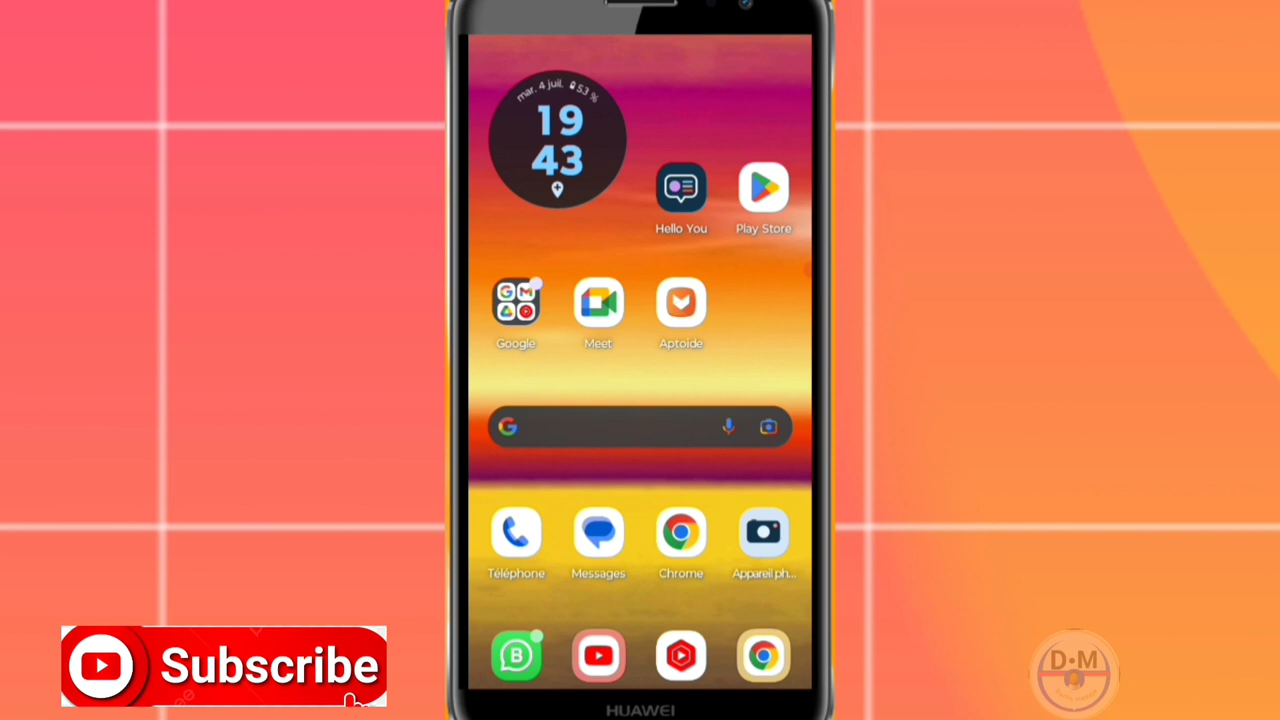 mar. 4 juil. 53 %
19
43
Hello You
Play Store
Google
Meet
Aptoide
Téléphone
Messages
Chrome
Appareil ph...
HUAWEI
Subscribe
D·M